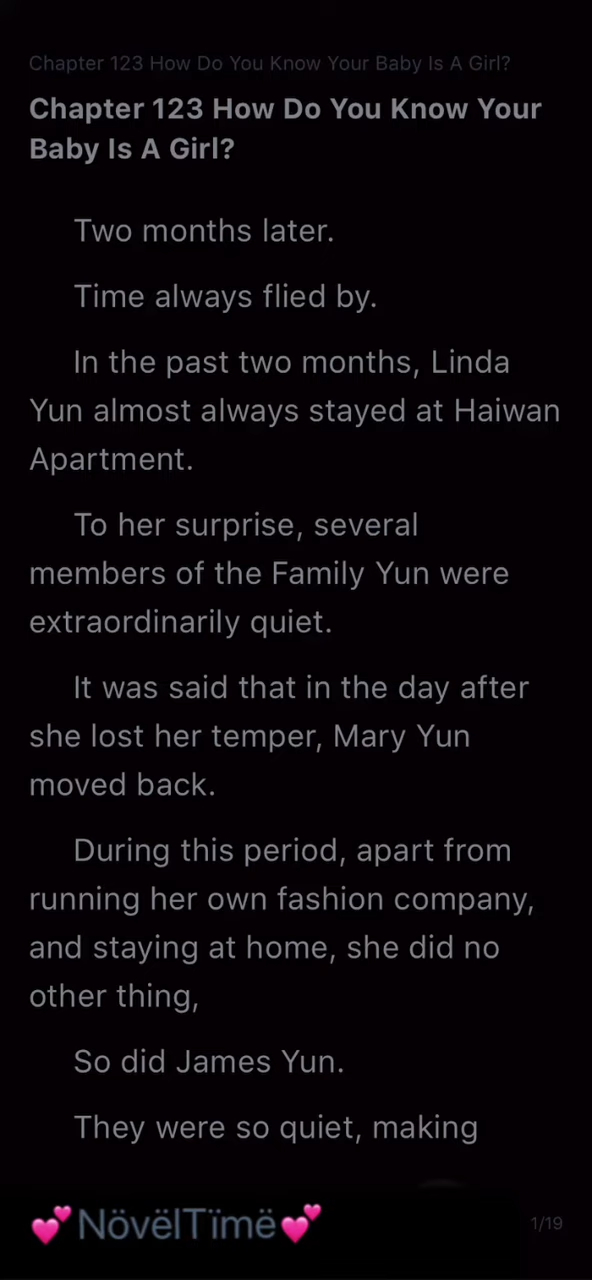 Chapter 123 How Do You Know Your Baby Is A Girl?
Chapter 123 How Do You Know Your
Baby Is A Girl?
Two months later.
Time always flied by.
In the past two months, Linda
Yun almost always stayed at Haiwan
Apartment.
To her surprise, several
members of the Family Yun were
extraordinarily quiet.
It was said that in the day after
she lost her temper, Mary Yun
moved back.
During this period, apart from
running her own fashion company,
and staying at home, she did no
other thing,
So did James Yun.
They were so quiet, making
💕NövëlTïmë💕
1/19